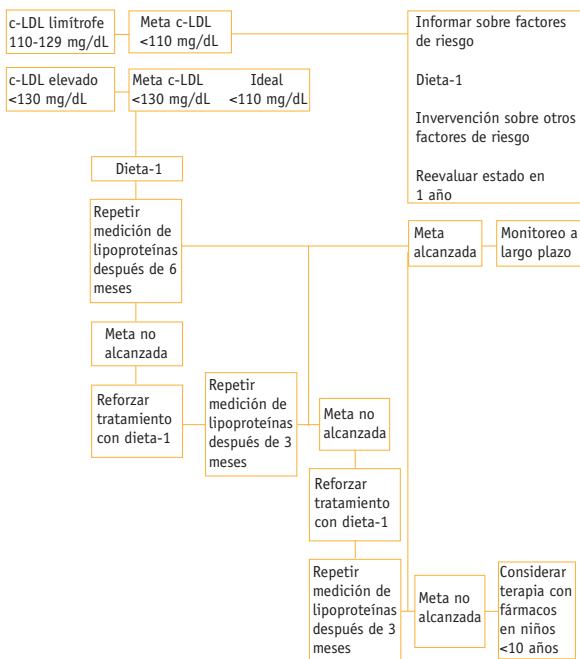 c-LDL limítrofe
110-129 mg/dL
Meta c-LDL
<110 mg/dL
Informar sobre factores
de riesgo
Dieta-1
Invervención sobre otros
factores de riesgo
Reevaluar estado en
1 año
c-LDL elevado
<130 mg/dL
Meta c-LDL Ideal
<130 mg/dL <110 mg/dL
Dieta-1
Repetir
medición de
lipoproteínas
después de 6
meses
Meta
alcanzada
Monitoreo a
largo plazo
Meta no
alcanzada
Reforzar
tratamiento
con dieta-1
Repetir
medición de
lipoproteínas
después de 3
meses
Meta no
alcanzada
Reforzar
tratamiento
con dieta-1
Repetir
medición de
lipoproteínas
después de 3
meses
Meta no
alcanzada
Considerar
terapia con
fármacos
en niños
<10 años